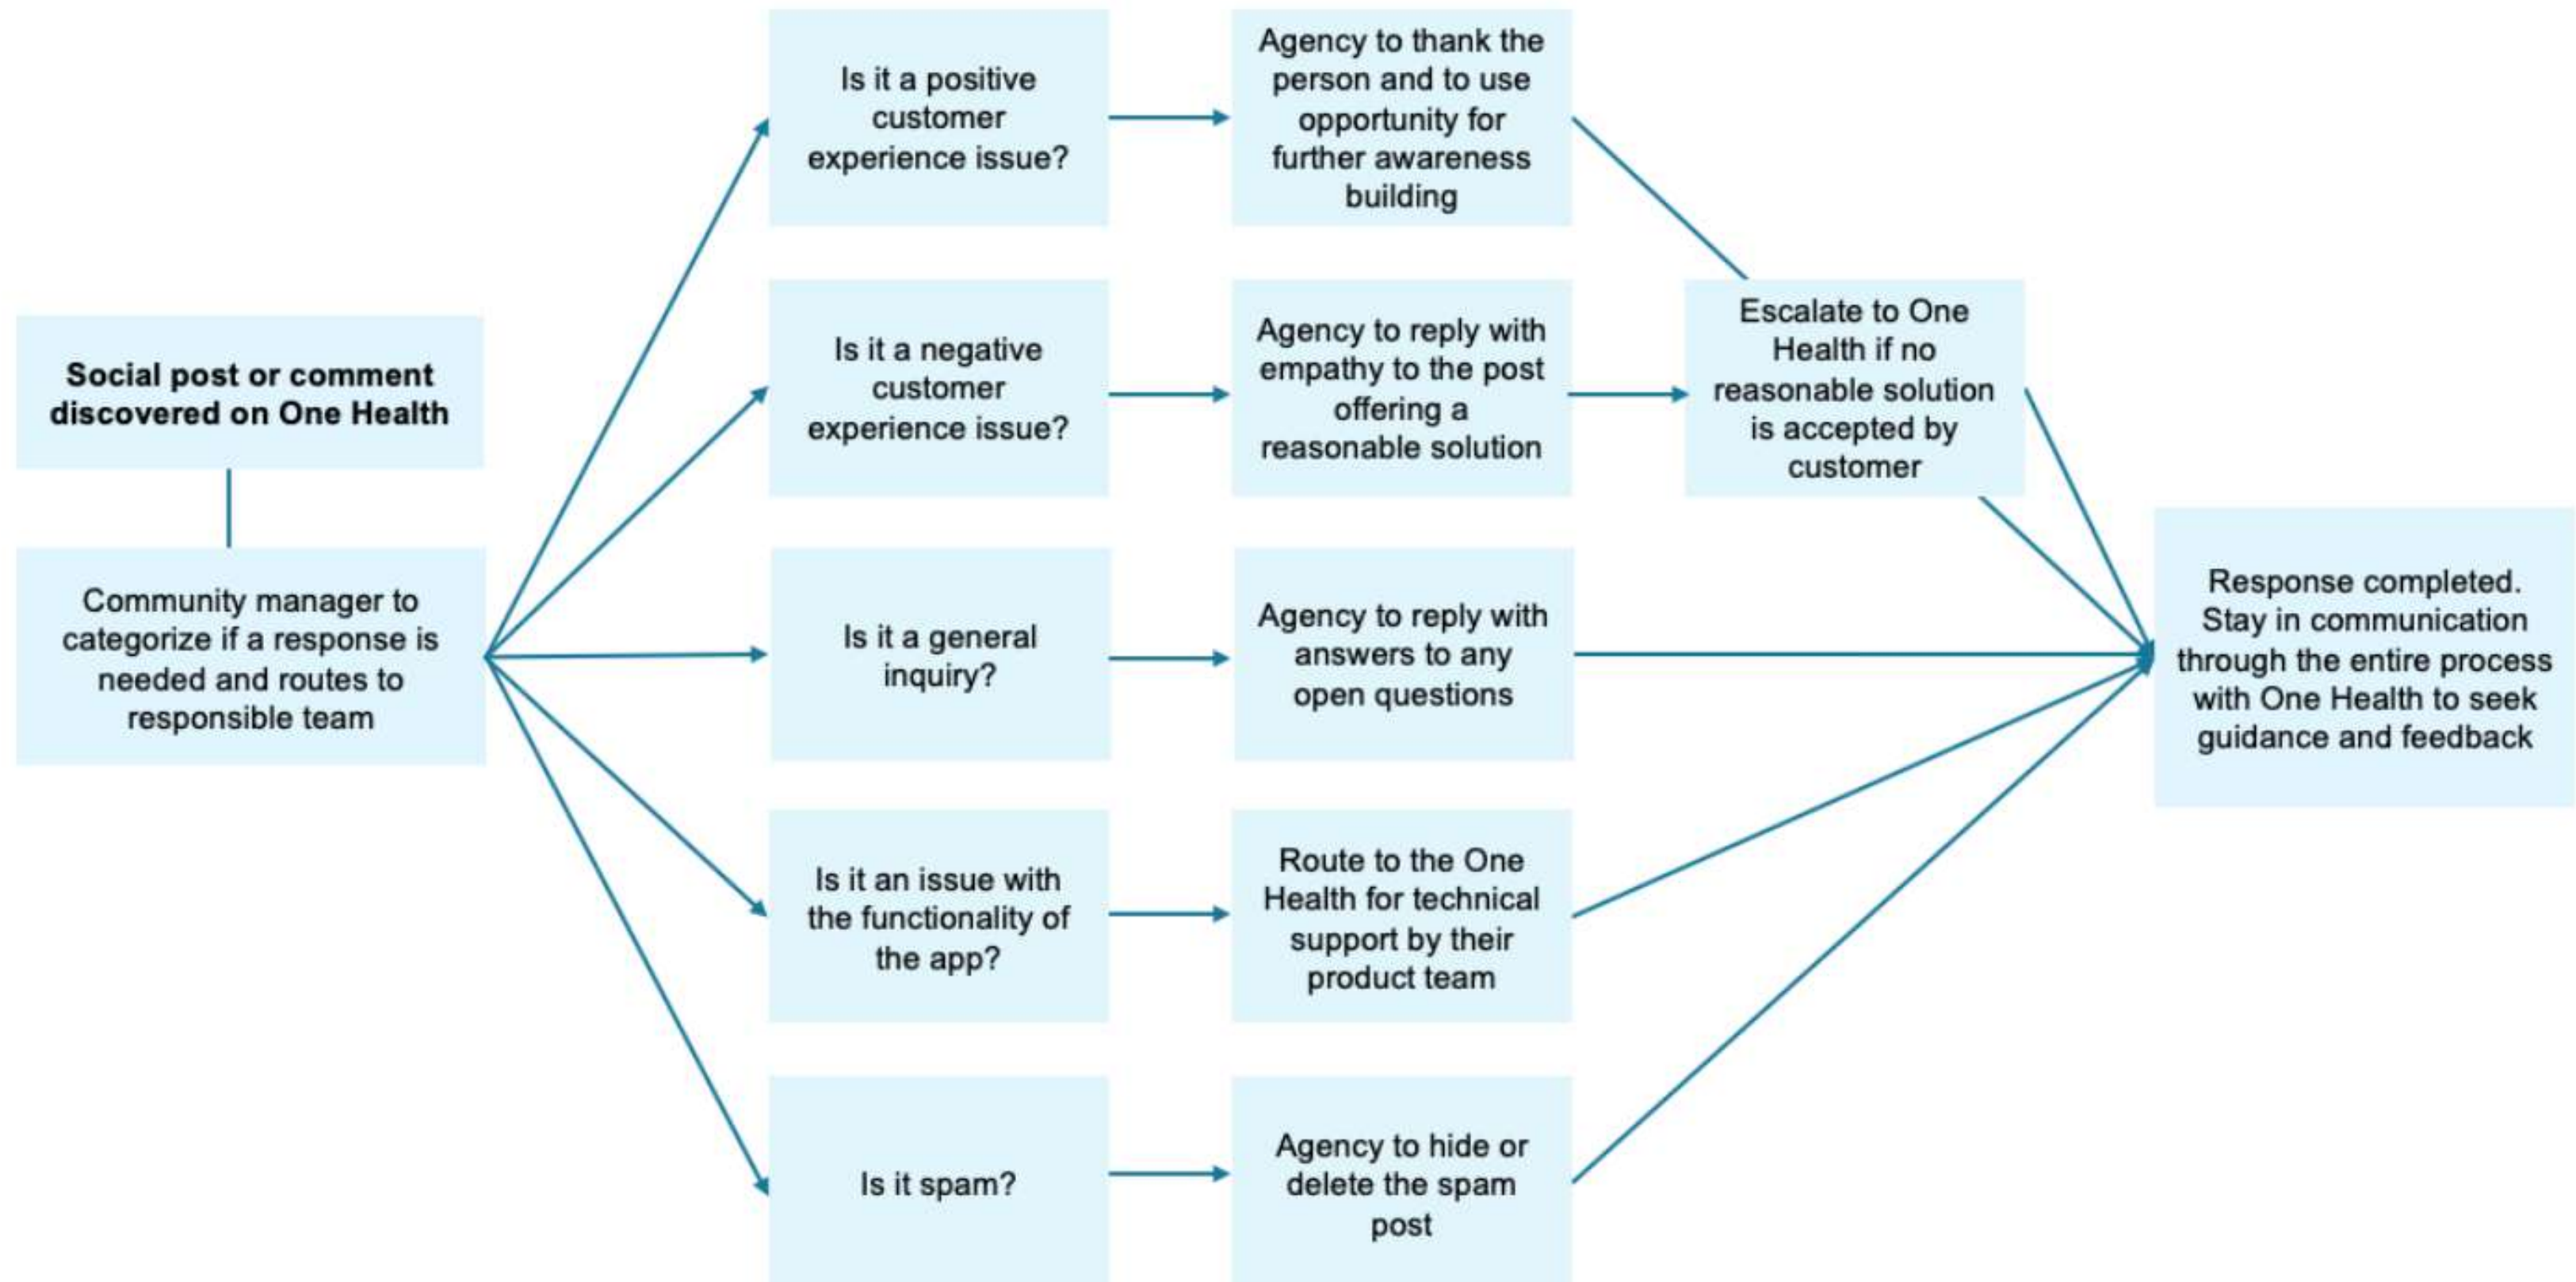 Social post or comment
discovered on One Health
Community manager to
categorize if a response is
needed and routes to
responsible team
Is it a positive
customer
experience issue?
Agency to thank the
person and to use
opportunity for
further awareness
building
Is it a negative
customer
experience issue?
Agency to reply with
empathy to the post
offering a
reasonable solution
Escalate to One
Health if no
reasonable solution
is accepted by
customer
Is it a general
inquiry?
Agency to reply with
answers to any
open questions
Is it an issue with
the functionality of
the app?
Route to the One
Health for technical
support by their
product team
Is it spam?
Agency to hide or
delete the spam
post
Response completed.
Stay in communication
through the entire process
with One Health to seek
guidance and feedback